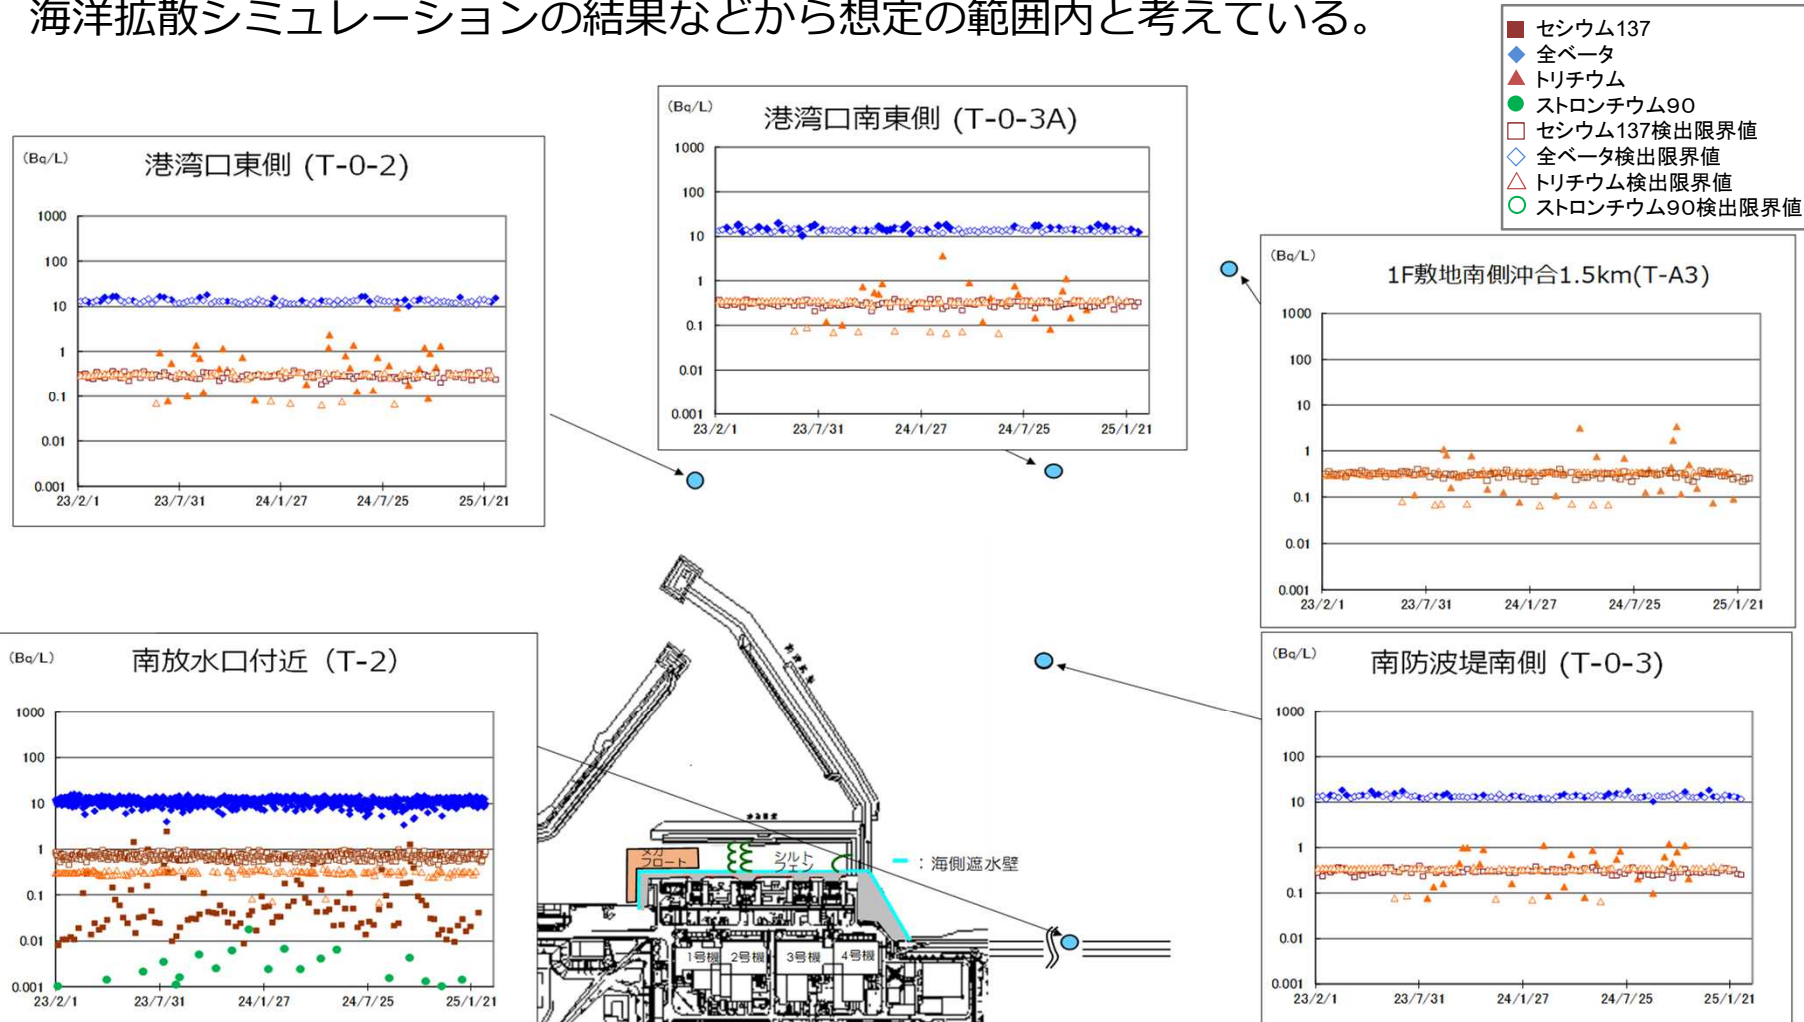 海洋拡散シミュレーションの結果などから想定の範囲内と考えている。
セシウム137
全ベータ
トリチウム
ストロンチウム90
セシウム137検出限界値
全ベータ検出限界値
トリチウム検出限界値
ストロンチウム90検出限界値
(Bq/L)
港湾口東側 (T-0-2)
1000
100
10
1
0.1
0.01
0.001
23/2/1
23/7/31
24/1/27
24/7/25
25/1/21
(Bq/L)
港湾口南東側 (T-0-3A)
1000
100
10
1
0.1
0.01
0.001
23/2/1
23/7/31
24/1/27
24/7/25
25/1/21
(Bq/L)
1F敷地南側沖合1.5km(T-A3)
1000
100
10
1
0.1
0.01
0.001
23/2/1
23/7/31
24/1/27
24/7/25
25/1/21
(Bq/L)
南放水口付近（T-2）
1000
100
10
1
0.1
0.01
0.001
23/2/1
23/7/31
24/1/27
24/7/25
25/1/21
メガ
フロート
シルト
フェン
：海側遮水壁
1号機
2号機
3号機
4号機
(Bq/L)
南防波堤南側 (T-0-3)
1000
100
10
1
0.1
0.01
0.001
23/2/1
23/7/31
24/1/27
24/7/25
25/1/21